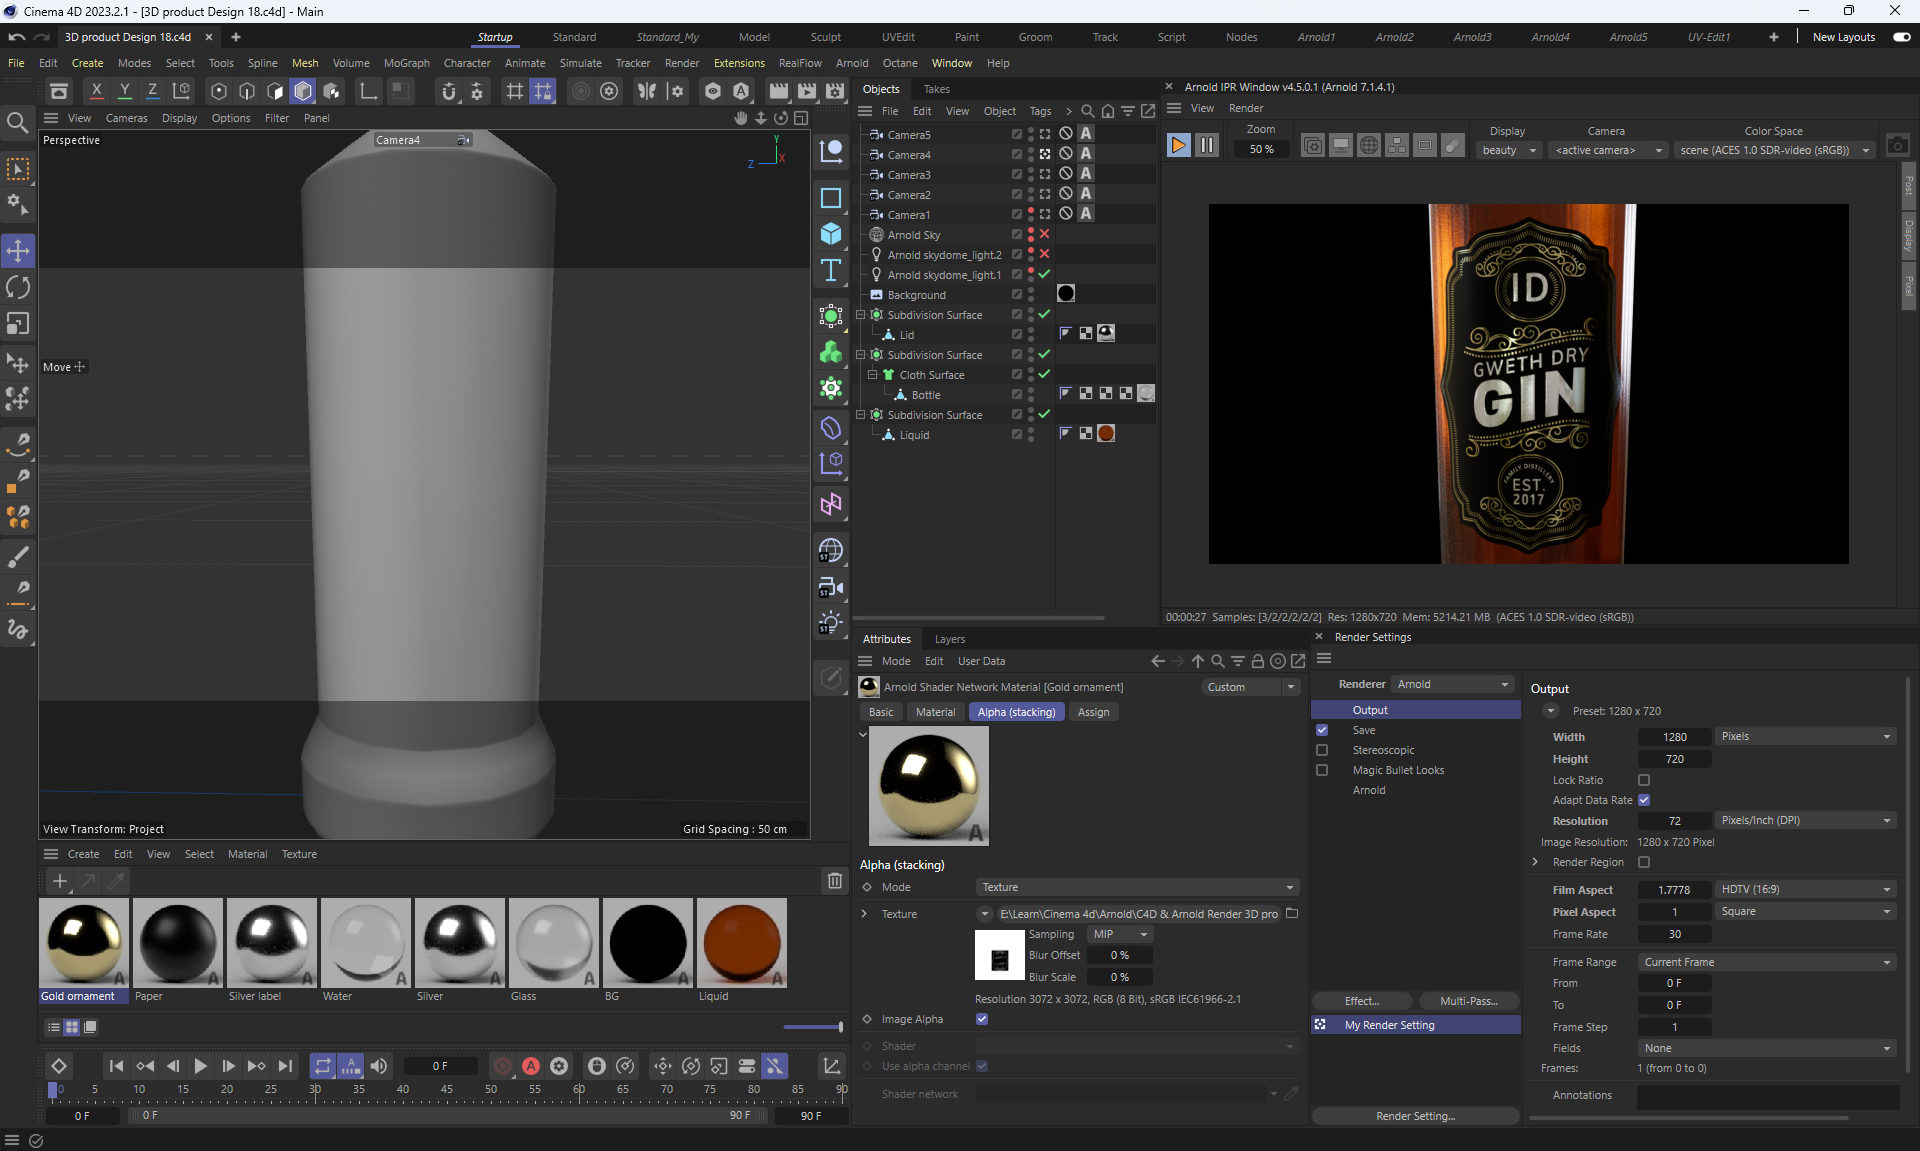 Cinema 4D 2023.2.1 - [3D product Design 18.c4d] - Main
3D product Design 18.c4d
Startup Standard Standard_My Model Sculpt UVEdit Paint Groom Track Script Nodes Arnold1 Arnold2 Arnold3 Arnold4 Arnold5 UV-Edit1 New Layouts
File Edit Create Modes Select Tools Spline Mesh Volume MoGraph Character Animate Simulate Tracker Render Extensions RealFlow Arnold Octane Window Help
X Y Z
View Cameras Display Options Filter Panel
Perspective
Camera4
Y
Z X
Move
View Transform: Project
Grid Spacing : 50 cm
Objects Takes
File Edit View Object Tags
Camera5
Camera4
Camera3
Camera2
Camera1
Arnold Sky
Arnold skydome_light.2
Arnold skydome_light.1
Background
Subdivision Surface
Lid
Subdivision Surface
Cloth Surface
Bottle
Subdivision Surface
Liquid
Arnold IPR Window v4.5.0.1 (Arnold 7.1.4.1)
View Render
Zoom
50 %
Display
beauty
Camera
<active camera>
Color Space
scene (ACES 1.0 SDR-video (sRGB))
Post
Display
Pixel
ID
GWETH DRY
GIN
FAMILY DISTILLERY
EST.
2017
00:00:27 Samples: [3/2/2/2/2/2] Res: 1280x720 Mem: 5214.21 MB (ACES 1.0 SDR-video (sRGB))
Attributes Layers
Mode Edit User Data
Arnold Shader Network Material [Gold ornament]
Custom
Basic Material Alpha (stacking) Assign
Alpha (stacking)
Mode Texture
Texture E:\Learn\Cinema 4d\Arnold\C4D & Arnold Render 3D pro
Sampling MIP
Blur Offset 0 %
Blur Scale 0 %
Resolution 3072 x 3072, RGB (8 Bit), sRGB IEC61966-2.1
Image Alpha
Shader
Use alpha channel
Shader network
Render Settings
Renderer Arnold
Output
Save
Stereoscopic
Magic Bullet Looks
Arnold
Effect... Multi-Pass...
My Render Setting
Render Setting...
Output
Preset: 1280 x 720
Width 1280 Pixels
Height 720
Lock Ratio
Adapt Data Rate
Resolution 72 Pixels/Inch (DPI)
Image Resolution: 1280 x 720 Pixel
Render Region
Film Aspect 1.7778 HDTV (16:9)
Pixel Aspect 1 Square
Frame Rate 30
Frame Range Current Frame
From 0 F
To 0 F
Frame Step 1
Fields None
Frames: 1 (from 0 to 0)
Annotations
Create Edit View Select Material Texture
Gold ornament Paper Silver label Water Silver Glass BG Liquid
0 F
0 5 10 15 20 25 30 35 40 45 50 55 60 65 70 75 80 85 90
0 F 0 F 90 F 90 F